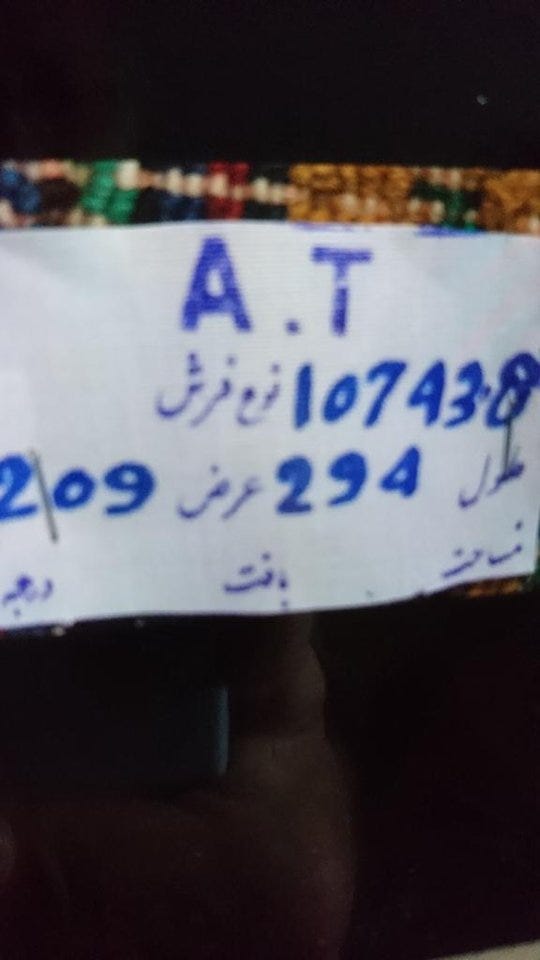 A.T
نوع فرش 107438
طول 294 عرض 209
مساحت بافت درجه